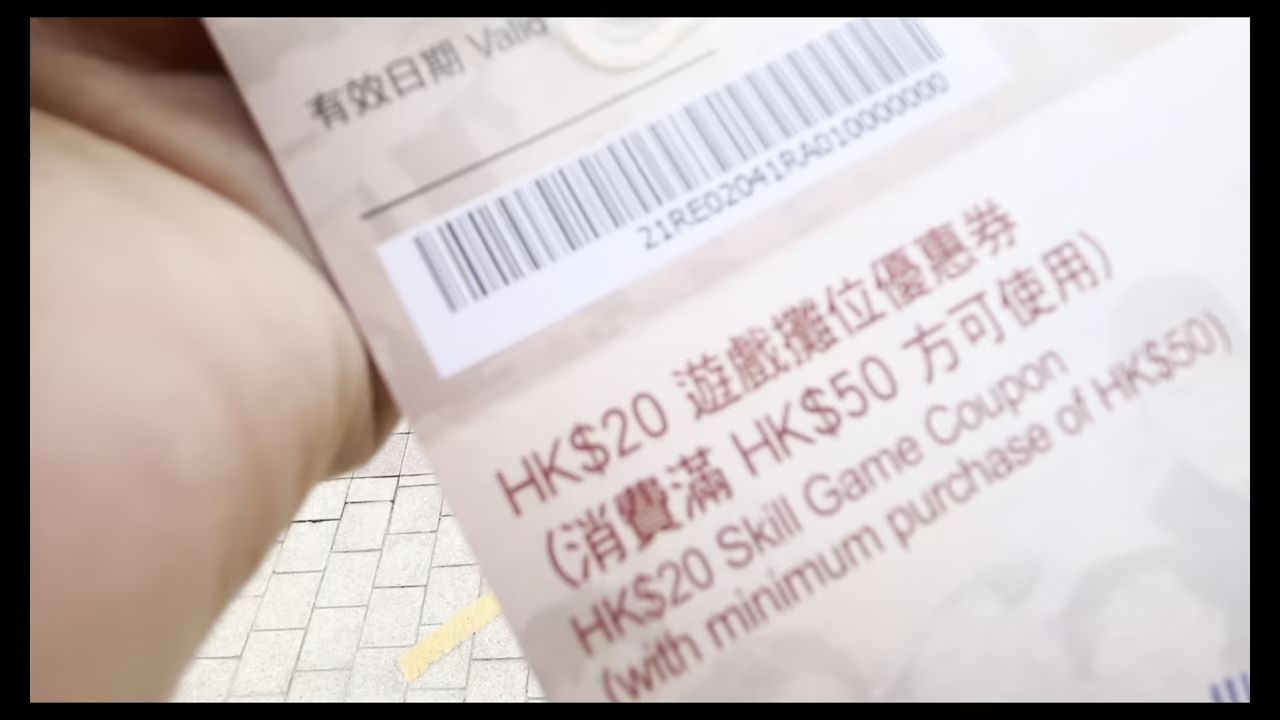 有效日期 Valid
21RE02041RA01000000
HK$20 遊戲攤位優惠券
(消費滿 HK$50 方可使用)
HK$20 Skill Game Coupon
(with minimum purchase of HK$50)